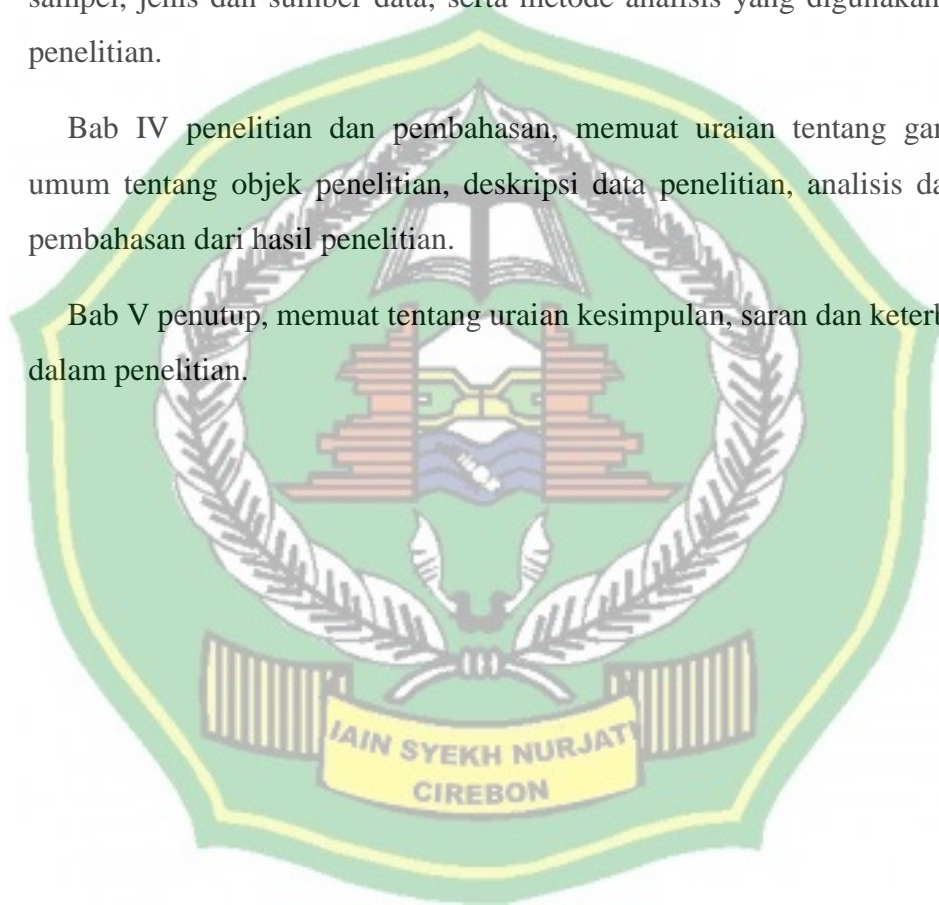 sampel, jenis dan sumber data, serta metode analisis yang digunakan
penelitian.
Bab IV penelitian dan pembahasan, memuat uraian tentang gar
umum tentang objek penelitian, deskripsi data penelitian, analisis da
pembahasan dari hasil penelitian.
Bab V penutup, memuat tentang uraian kesimpulan, saran dan keterb
dalam penelitian.
IAIN SYEKH NURJATI
CIREBON